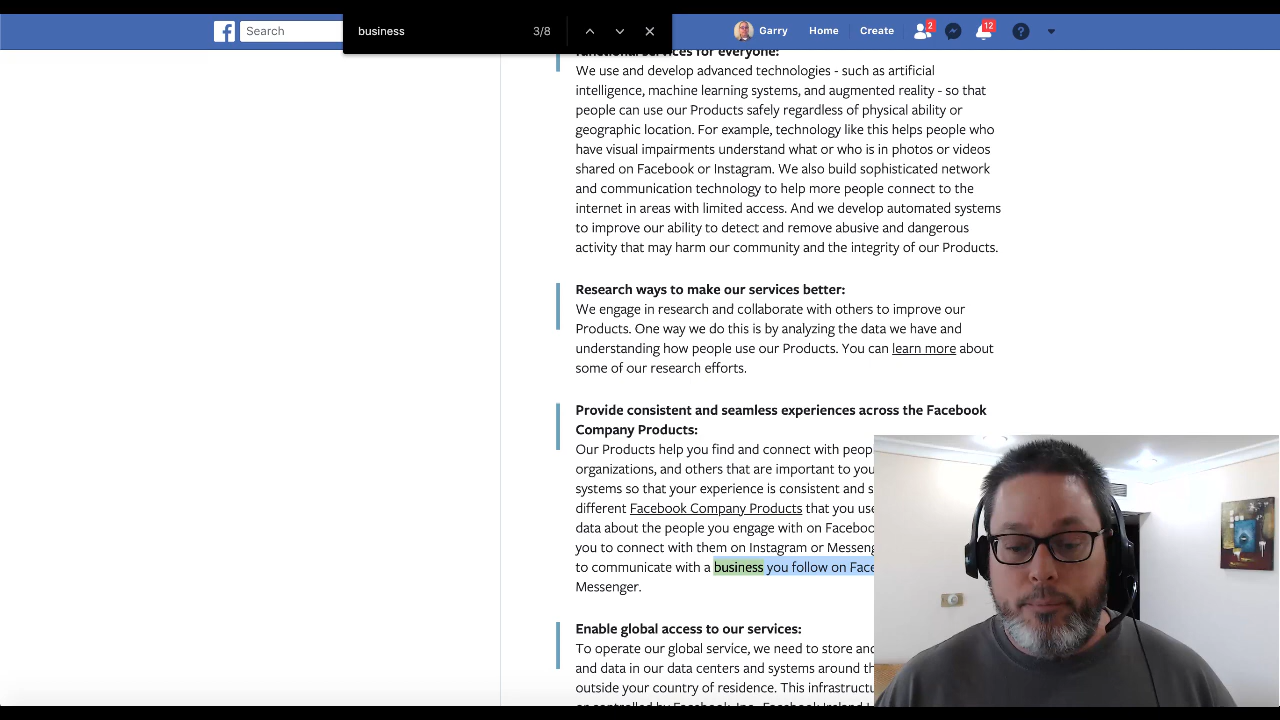 business 3/8
Search
Garry Home Create 2 12
functional services for everyone:
We use and develop advanced technologies - such as artificial
intelligence, machine learning systems, and augmented reality - so that
people can use our Products safely regardless of physical ability or
geographic location. For example, technology like this helps people who
have visual impairments understand what or who is in photos or videos
shared on Facebook or Instagram. We also build sophisticated network
and communication technology to help more people connect to the
internet in areas with limited access. And we develop automated systems
to improve our ability to detect and remove abusive and dangerous
activity that may harm our community and the integrity of our Products.
Research ways to make our services better:
We engage in research and collaborate with others to improve our
Products. One way we do this is by analyzing the data we have and
understanding how people use our Products. You can learn more about
some of our research efforts.
Provide consistent and seamless experiences across the Facebook
Company Products:
Our Products help you find and connect with peop
organizations, and others that are important to you
systems so that your experience is consistent and s
different Facebook Company Products that you use
data about the people you engage with on Faceboo
you to connect with them on Instagram or Messeng
to communicate with a business you follow on Face
Messenger.
Enable global access to our services:
To operate our global service, we need to store and
and data in our data centers and systems around th
outside your country of residence. This infrastructu
or controlled by Facebook, Inc., Facebook Ireland